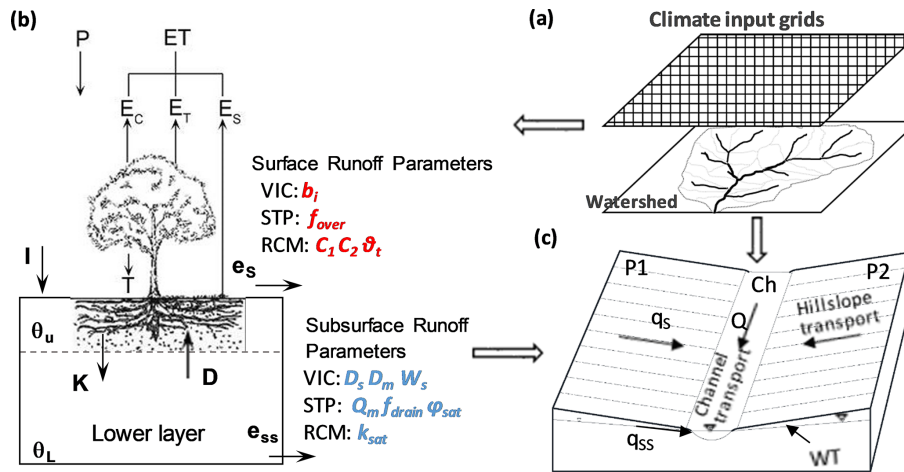 (b)
P
ET
E_C
E_T
E_S
Surface Runoff Parameters
VIC: b_i
STP: f_over
RCM: C_1 C_2 ϑ_t
I
T
e_S
θ_u
K
D
Lower layer
θ_L
e_ss
Subsurface Runoff
Parameters
VIC: D_s D_m W_s
STP: Q_m f_drain φ_sat
RCM: k_sat
(a)
Climate input grids
Watershed
(c)
P1
Ch
P2
q_S
Q
Hillslope
transport
Channel
transport
q_SS
WT